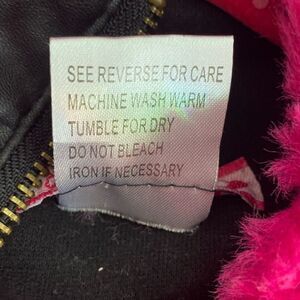 SEE REVERSE FOR CARE
MACHINE WASH WARM
TUMBLE FOR DRY
DO NOT BLEACH
IRON IF NECESSARY